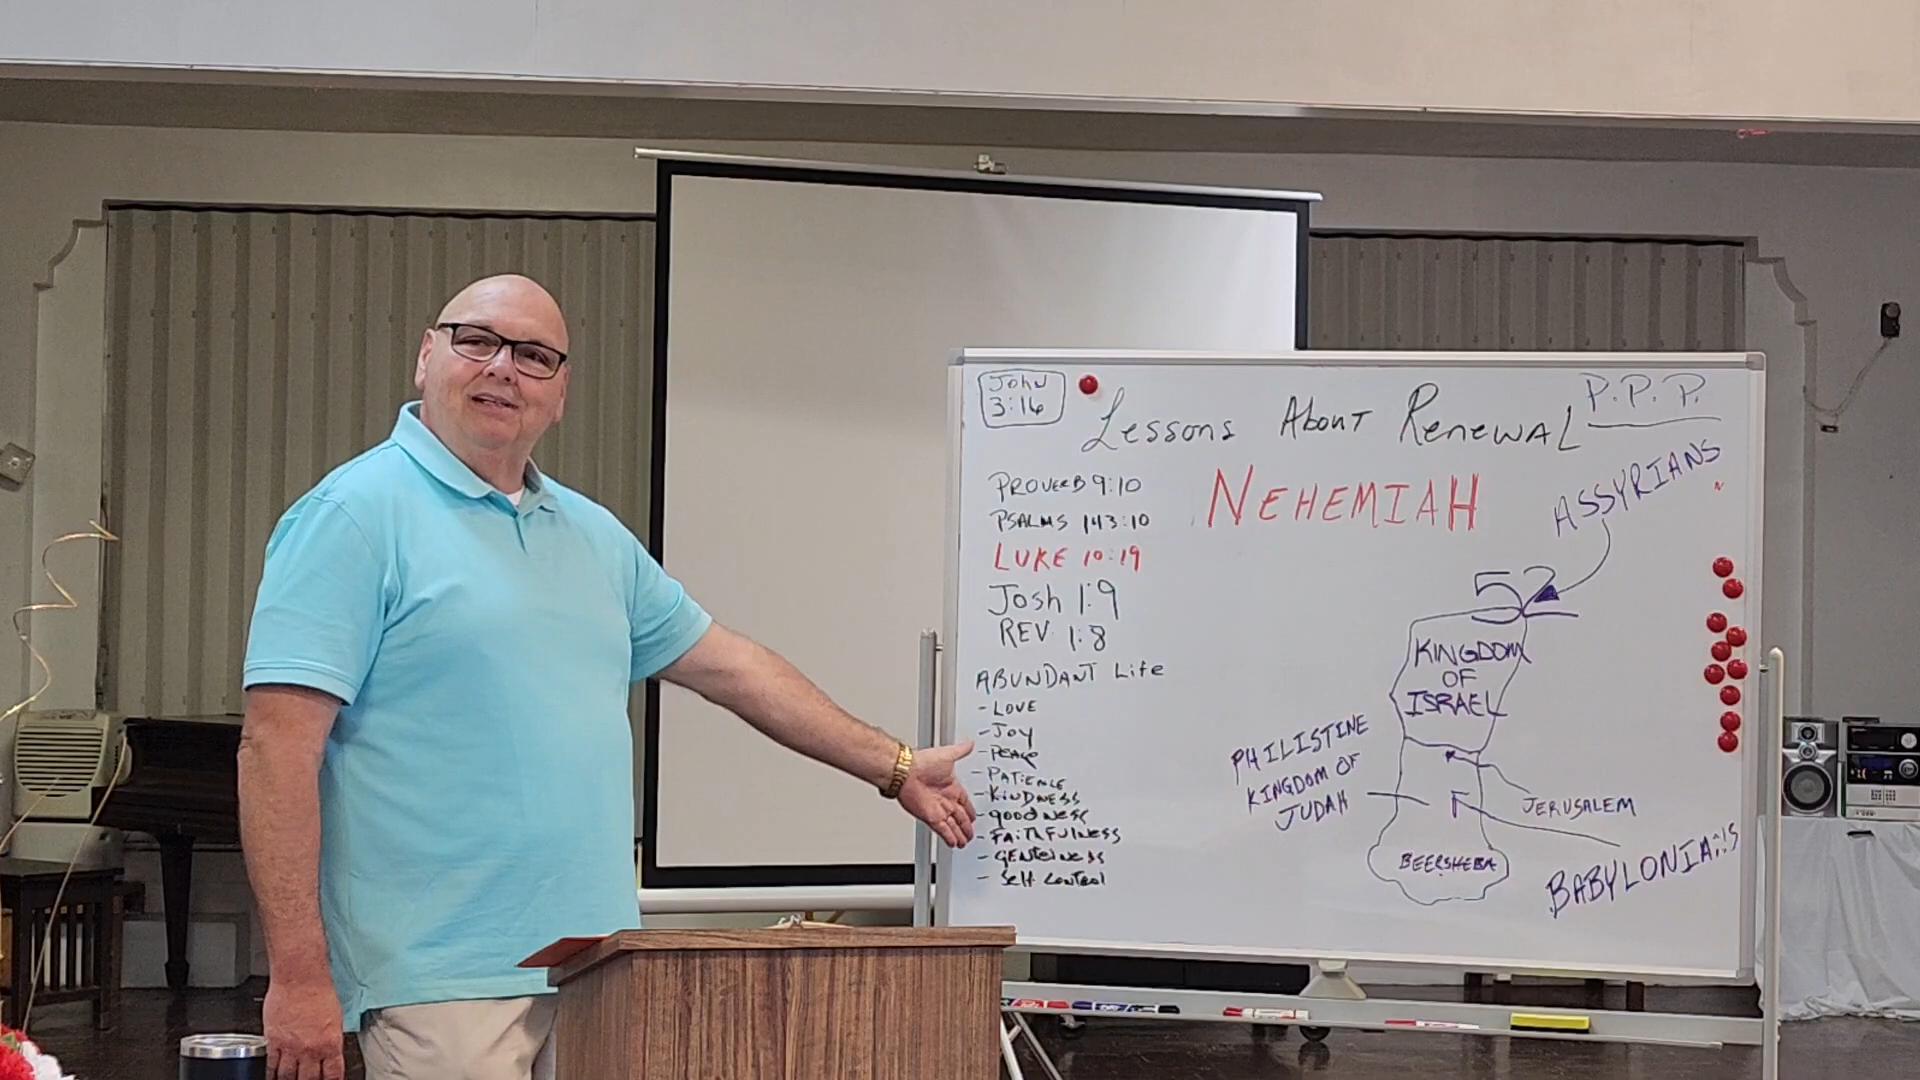 John
3:16
Lessons About Renewal
P.P.P.
NEHEMIAH
PROVERB 9:10
PSALMS 143:10
LUKE 10:19
Josh 1:9
REV 1:8
ABUNDANT Life
- LOVE
- Joy
- Peace
- PATIENCE
- KINDNESS
- goodness
- FAITHFULNESS
- GENTELNESS
- Self Control
ASSYRIANS
52
KINGDOM
OF
ISRAEL
PHILISTINE
KINGDOM OF
JUDAH
JERUSALEM
BEERSHEBA
BABYLONIANS